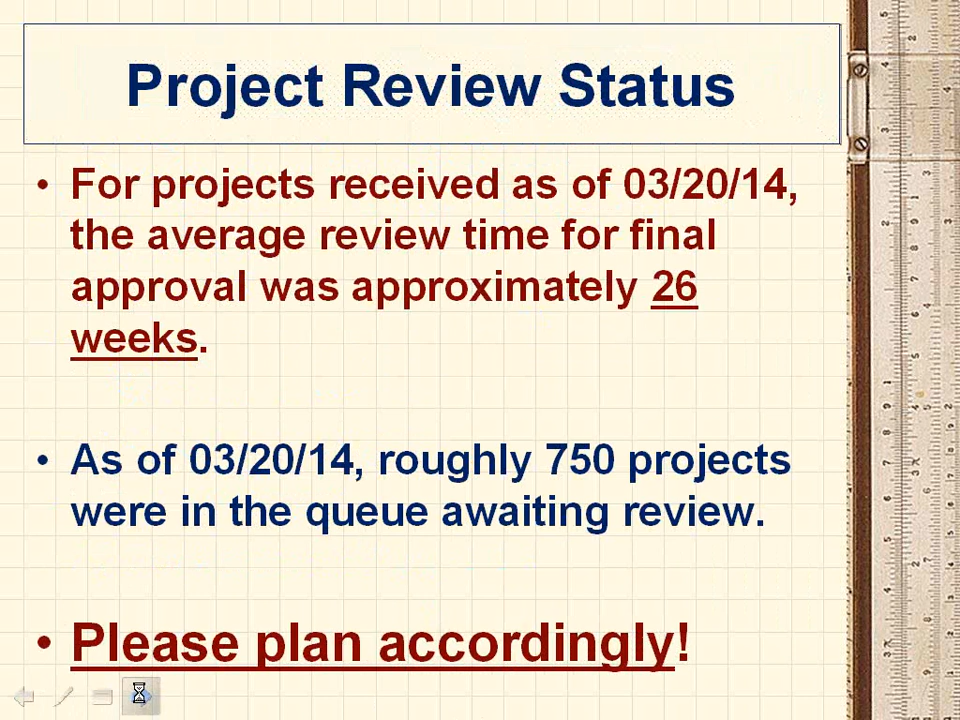 Project Review Status
• For projects received as of 03/20/14,
the average review time for final
approval was approximately 26
weeks.
• As of 03/20/14, roughly 750 projects
were in the queue awaiting review.
• Please plan accordingly!